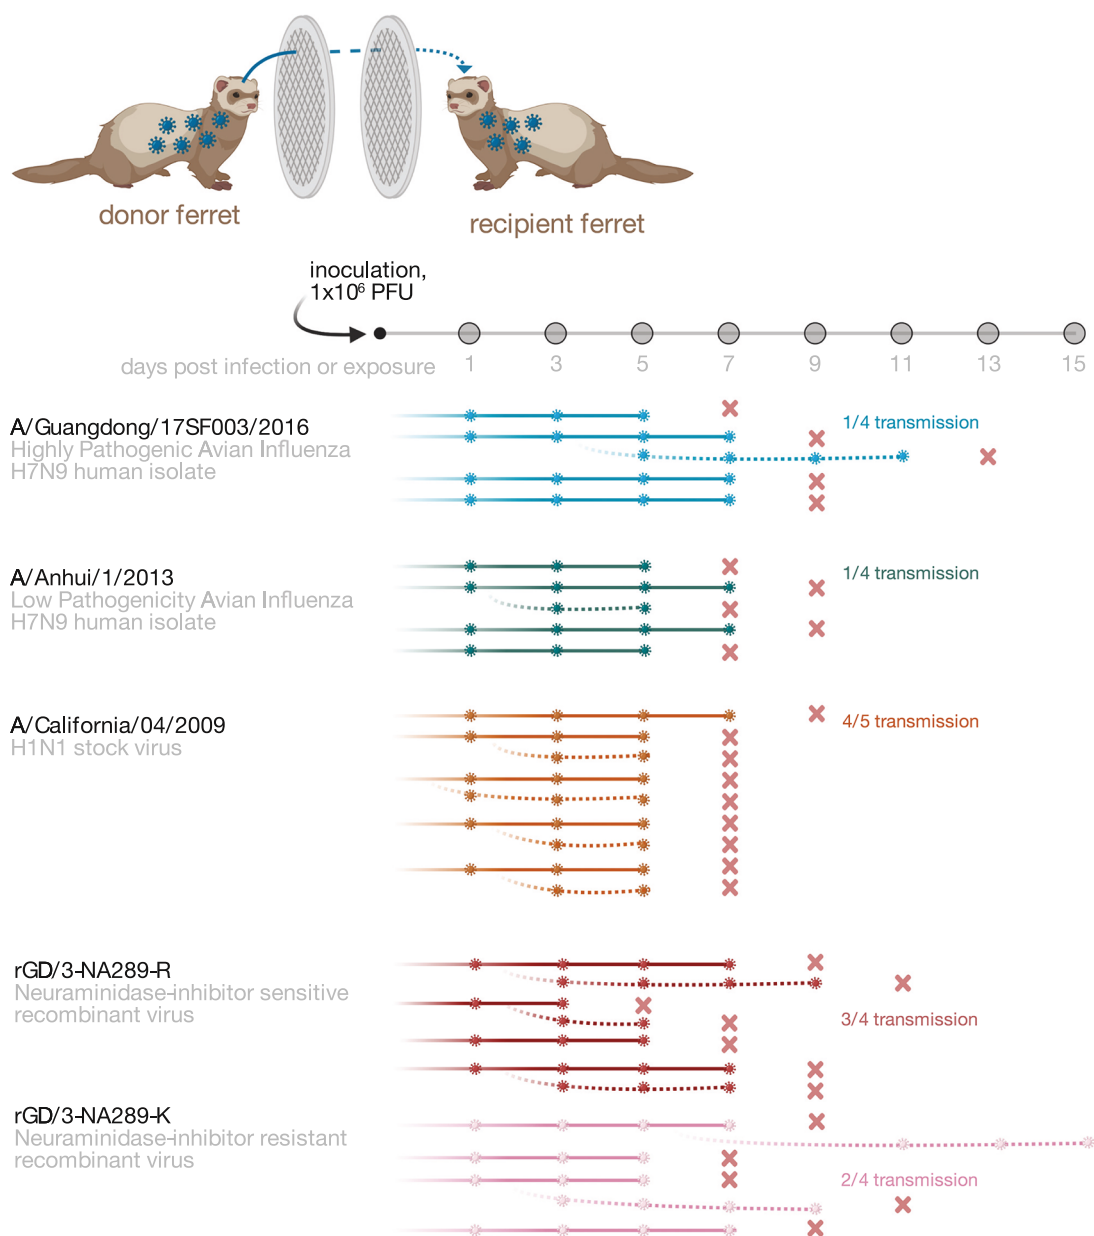 donor ferret
recipient ferret
inoculation,
1x10⁶ PFU
days post infection or exposure
1 3 5 7 9 11 13 15
A/Guangdong/17SF003/2016
Highly Pathogenic Avian Influenza
H7N9 human isolate
1/4 transmission
A/Anhui/1/2013
Low Pathogenicity Avian Influenza
H7N9 human isolate
1/4 transmission
A/California/04/2009
H1N1 stock virus
4/5 transmission
rGD/3-NA289-R
Neuraminidase-inhibitor sensitive
recombinant virus
3/4 transmission
rGD/3-NA289-K
Neuraminidase-inhibitor resistant
recombinant virus
2/4 transmission